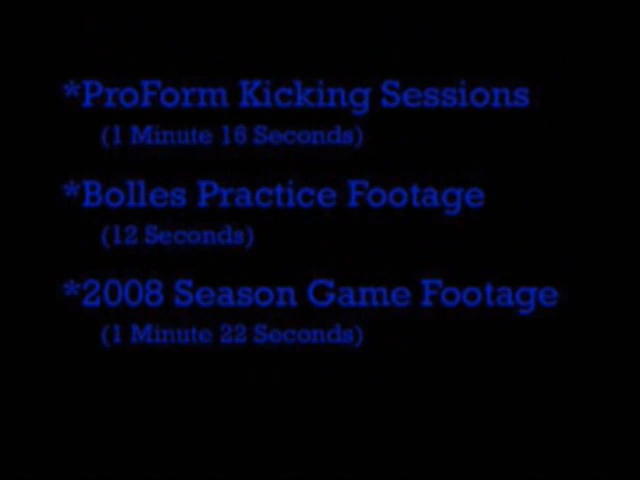 *ProForm Kicking Sessions
(1 Minute 16 Seconds)
*Bolles Practice Footage
(12 Seconds)
*2008 Season Game Footage
(1 Minute 22 Seconds)